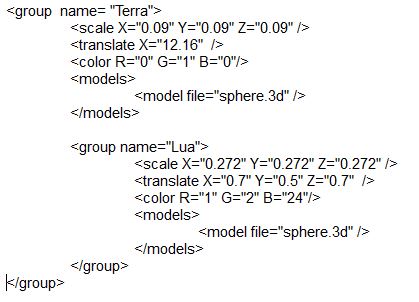 <group  name= "Terra">
<scale X="0.09" Y="0.09" Z="0.09" />
<translate X="12.16"  />
<color R="0" G="1" B="0"/>
<models>
<model file="sphere.3d" />
</models>
<group name="Lua">
<scale X="0.272" Y="0.272" Z="0.272" />
<translate X="0.7" Y="0.5" Z="0.7"  />
<color R="1" G="2" B="24"/>
<models>
<model file="sphere.3d" />
</models>
</group>
</group>